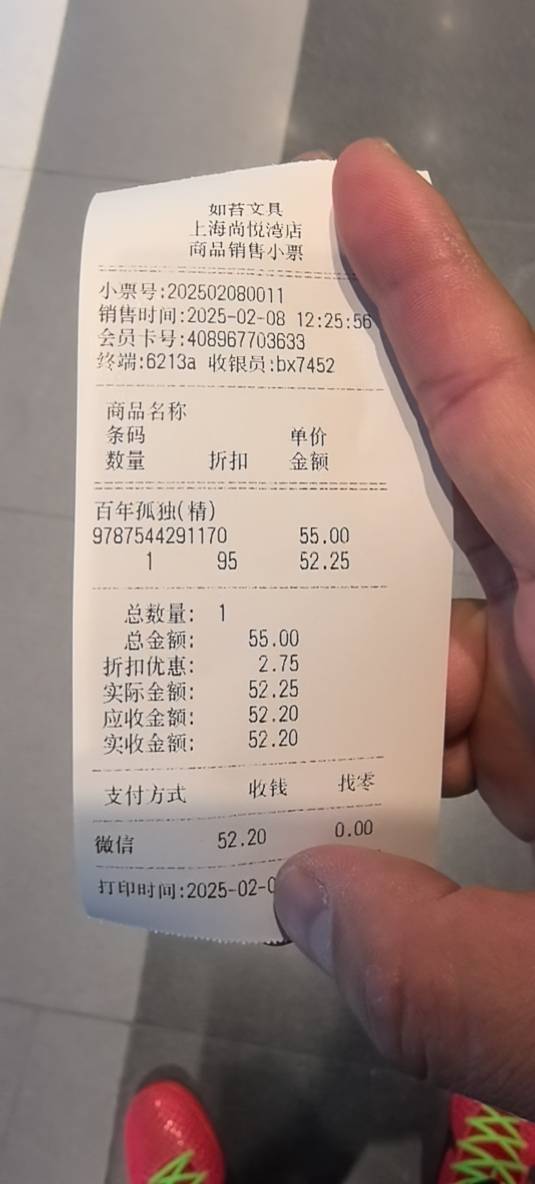 如苔文具
上海尚悦湾店
商品销售小票
小票号:202502080011
销售时间:2025-02-08 12:25:56
会员卡号:408967703633
终端:6213a 收银员:bx7452
商品名称
条码 单价
数量 折扣 金额
百年孤独(精)
9787544291170 55.00
1 95 52.25
总数量: 1
总金额: 55.00
折扣优惠: 2.75
实际金额: 52.25
应收金额: 52.20
实收金额: 52.20
支付方式 收钱 找零
微信 52.20 0.00
打印时间:2025-02-0